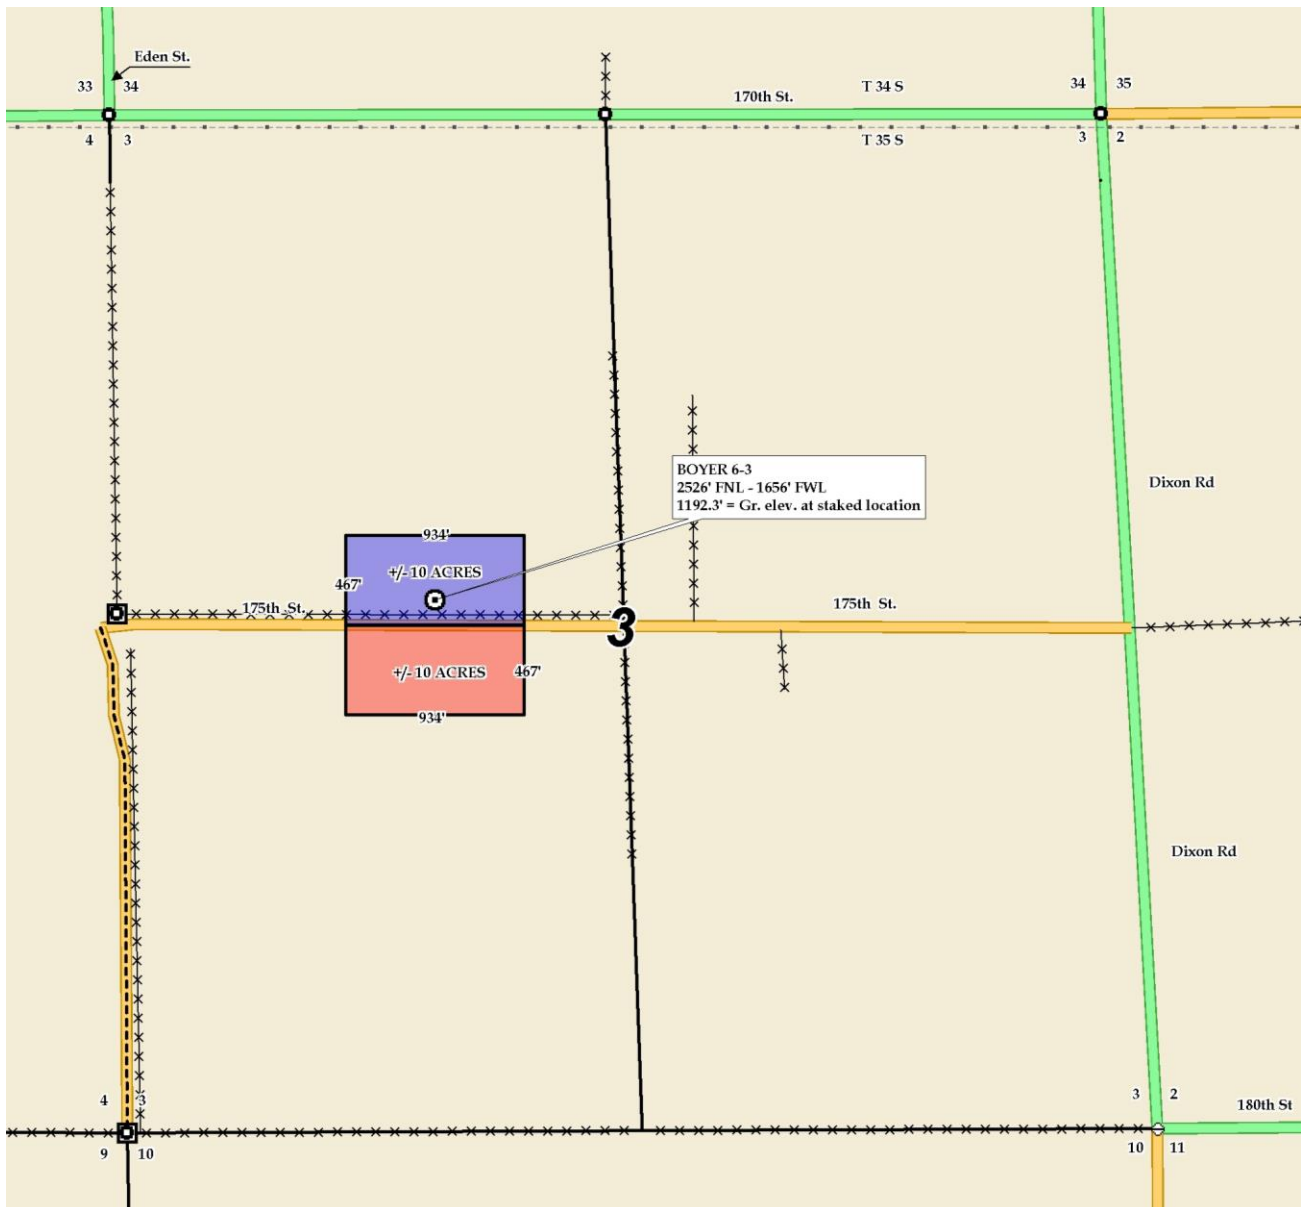 Eden St.
33 34
34 35
170th St.
T 34 S
4 3
T 35 S
3 2
BOYER 6-3
2526' FNL - 1656' FWL
1192.3' = Gr. elev. at staked location
Dixon Rd
934'
+/- 10 ACRES
467'
175th St.
175th St.
3
+/- 10 ACRES
467'
934'
Dixon Rd
4 3
3 2
180th St
9 10
10 11